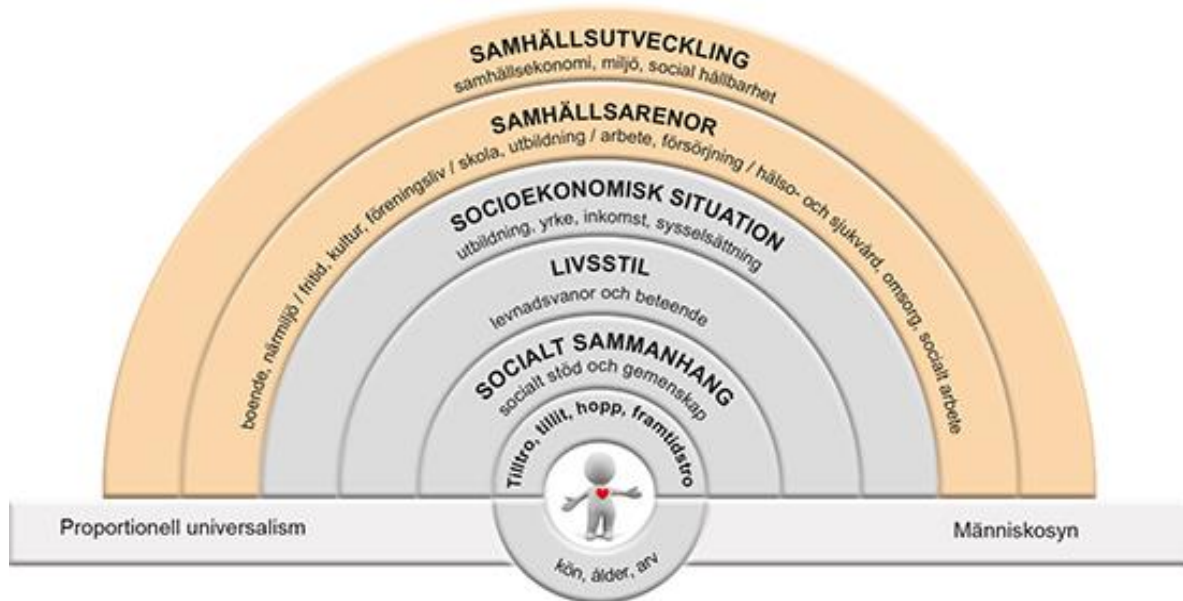 SAMHÄLLSUTVECKLING
samhällsekonomi, miljö, social hållbarhet
SAMHÄLLSARENOR
boende, närmiljö / fritid, kultur, föreningsliv / skola, utbildning / arbete, försörjning / hälso- och sjukvård, omsorg, socialt arbete
SOCIOEKONOMISK SITUATION
utbildning, yrke, inkomst, sysselsättning
LIVSSTIL
levnadsvanor och beteende
SOCIALT SAMMANHANG
socialt stöd och gemenskap
Tilltro, tillit, hopp, framtidstro
Proportionell universalism
Människosyn
kön, ålder, arv